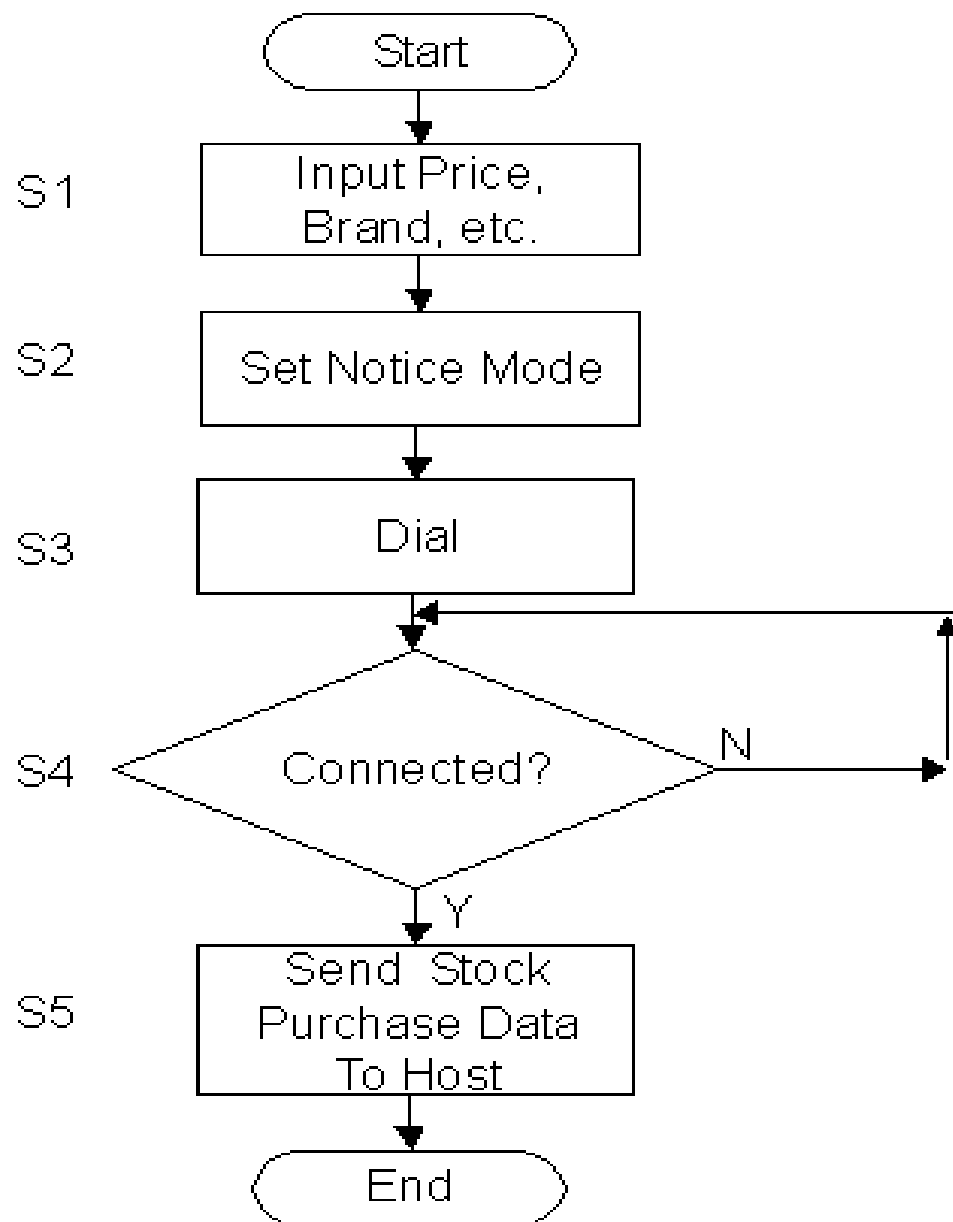 Start
S1
Input Price,
Brand, etc.
S2
Set Notice Mode
S3
Dial
S4
Connected?
N
Y
S5
Send Stock
Purchase Data
To Host
End